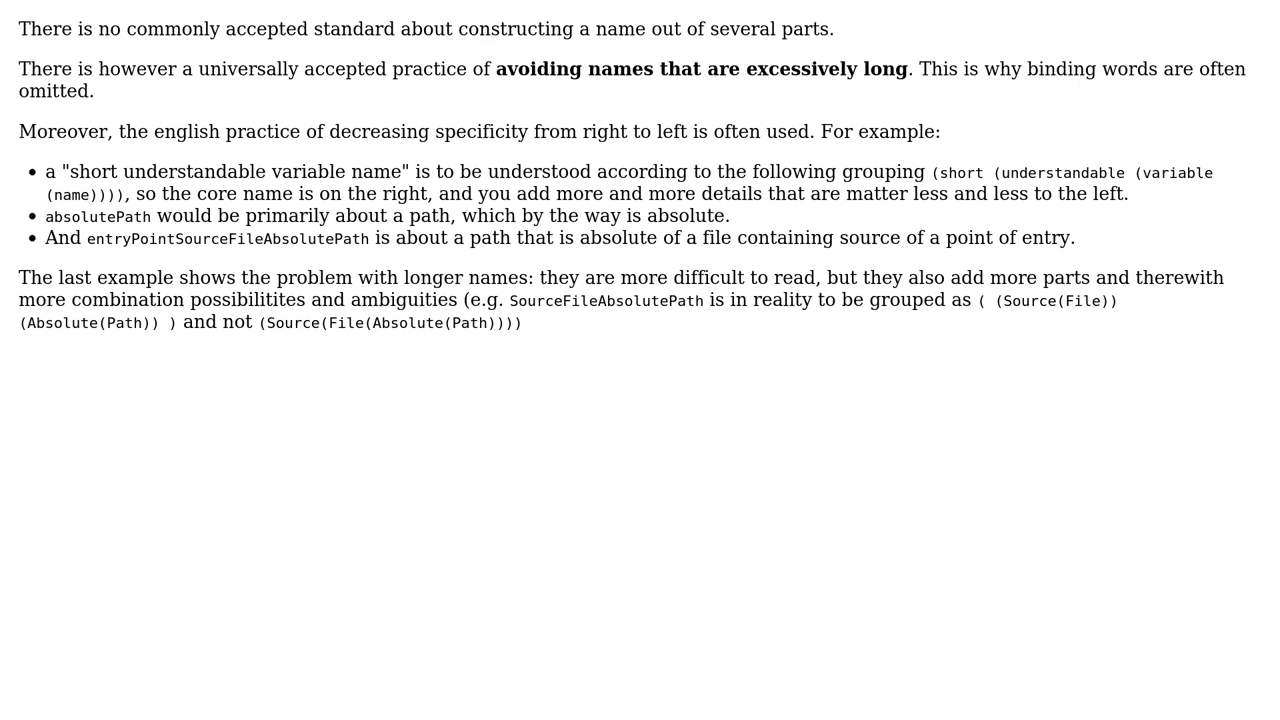 There is no commonly accepted standard about constructing a name out of several parts.
There is however a universally accepted practice of avoiding names that are excessively long. This is why binding words are often
omitted.
Moreover, the english practice of decreasing specificity from right to left is often used. For example:
• a "short understandable variable name" is to be understood according to the following grouping (short (understandable (variable
(name)))), so the core name is on the right, and you add more and more details that are matter less and less to the left.
• absolutePath would be primarily about a path, which by the way is absolute.
• And entryPointSourceFileAbsolutePath is about a path that is absolute of a file containing source of a point of entry.
The last example shows the problem with longer names: they are more difficult to read, but they also add more parts and therewith
more combination possibilitites and ambiguities (e.g. SourceFileAbsolutePath is in reality to be grouped as ( (Source(File))
(Absolute(Path)) ) and not (Source(File(Absolute(Path))))